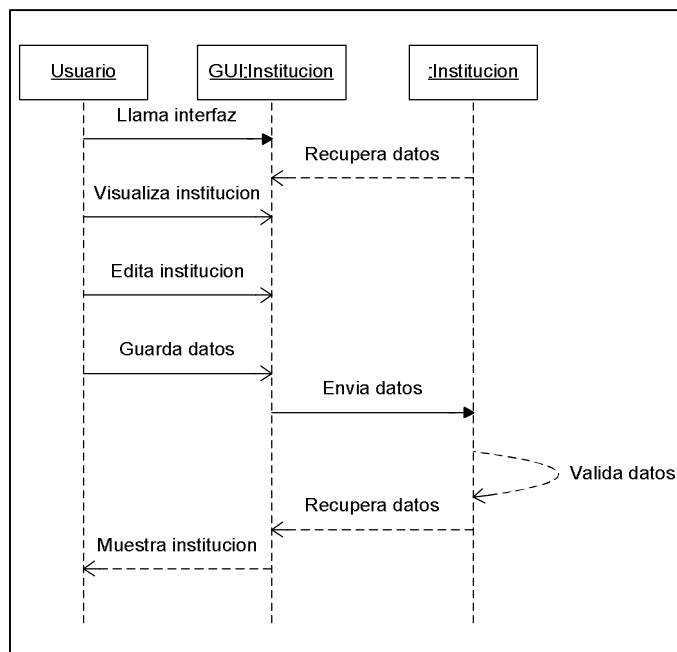 Usuario
GUI:Institucion
:Institucion
Llama interfaz
Recupera datos
Visualiza institucion
Edita institucion
Guarda datos
Envia datos
Valida datos
Recupera datos
Muestra institucion